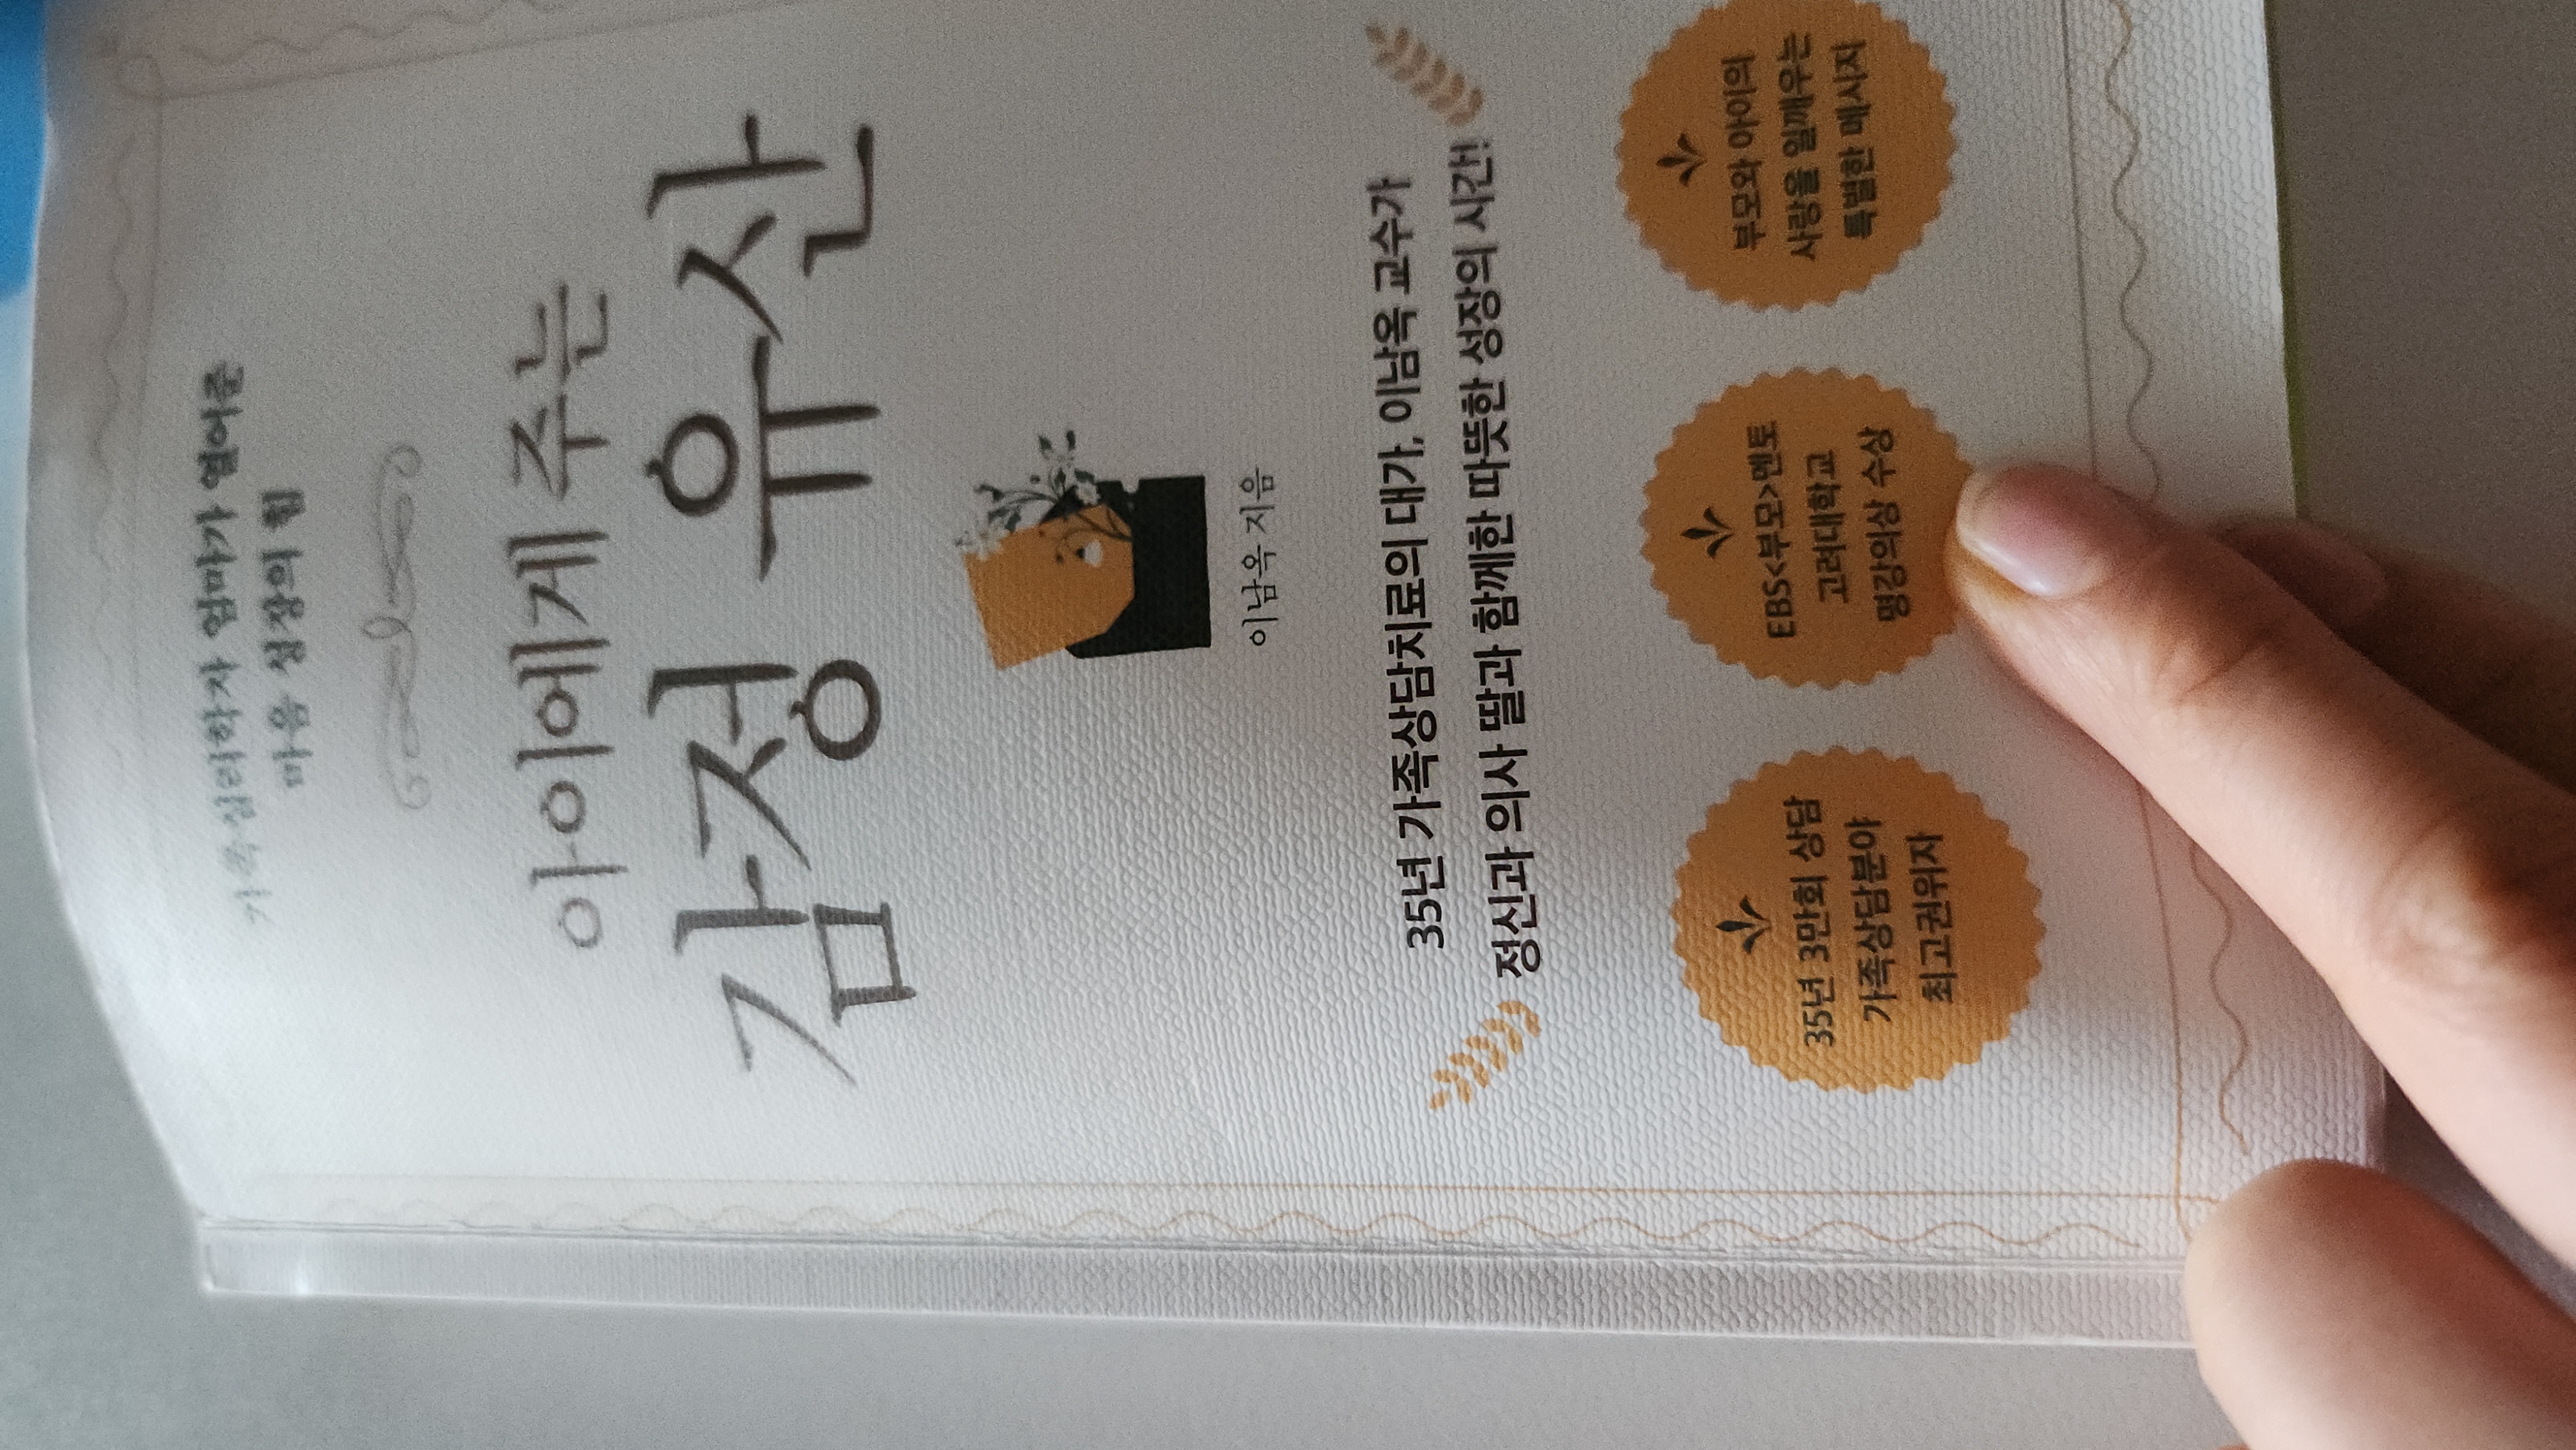 가족심리학자 엄마가 열어준
마음 성장의 힘
아이에게 주는
감정 유산
이남옥 지음
35년 가족상담치료의 대가, 이남옥 교수가
정신과 의사 딸과 함께한 따뜻한 성장의 시간!
35년 3만회 상담
가족상담분야
최고권위자
EBS<부모>멘토
고려대학교
명강의상 수상
부모와 아이의
사랑을 일깨우는
특별한 메시지